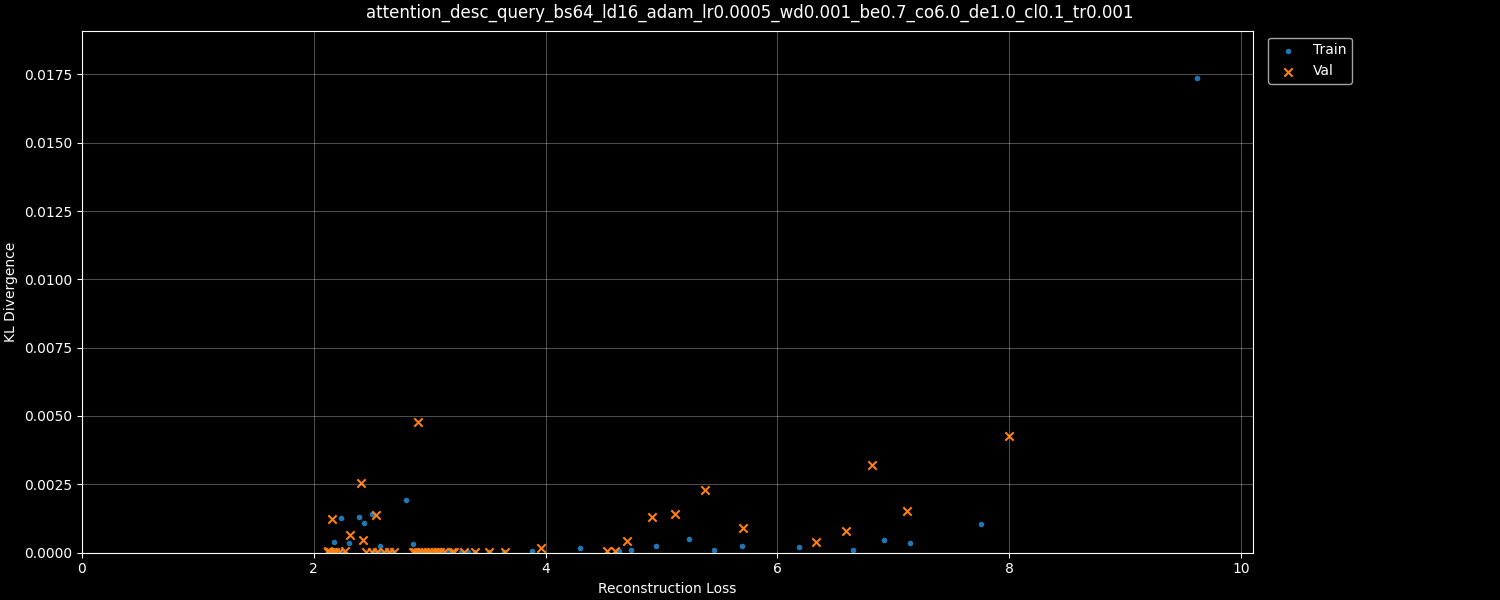 attention_desc_query_bs64_ld16_adam_lr0.0005_wd0.001_be0.7_co6.0_de1.0_cl0.1_tr0.001
Train
Val
KL Divergence
0.0175
0.0150
0.0125
0.0100
0.0075
0.0050
0.0025
0.0000
0 2 4 6 8 10
Reconstruction Loss